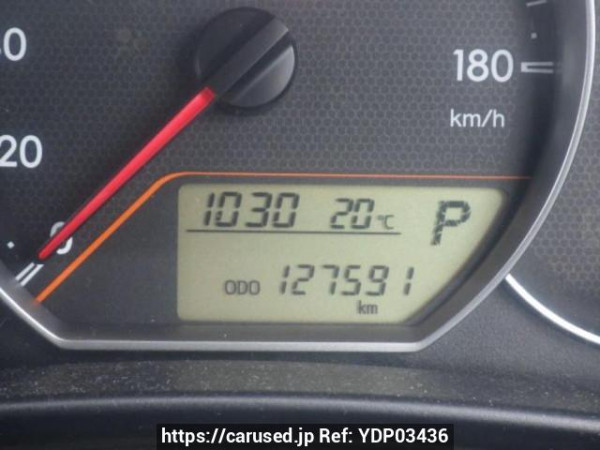 180
km/h
20
0
1030 20°C P
ODO 127591
km
https://carused.jp Ref: YDP03436